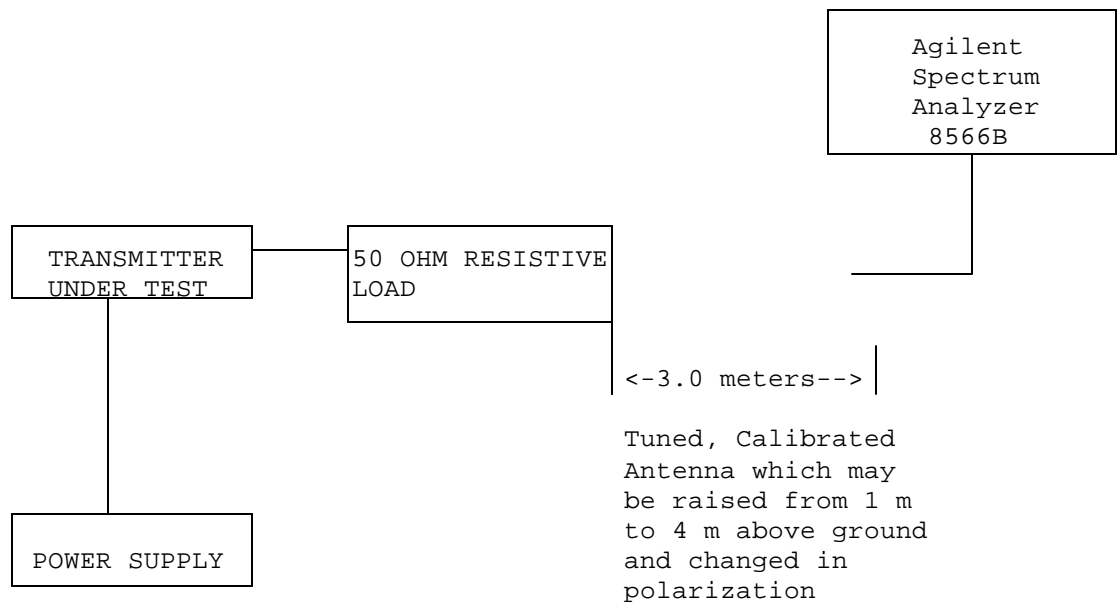 Agilent
Spectrum
Analyzer
8566B
TRANSMITTER
UNDER TEST
50 OHM RESISTIVE
LOAD
<-3.0 meters-->
Tuned, Calibrated
Antenna which may
be raised from 1 m
to 4 m above ground
and changed in
polarization
POWER SUPPLY